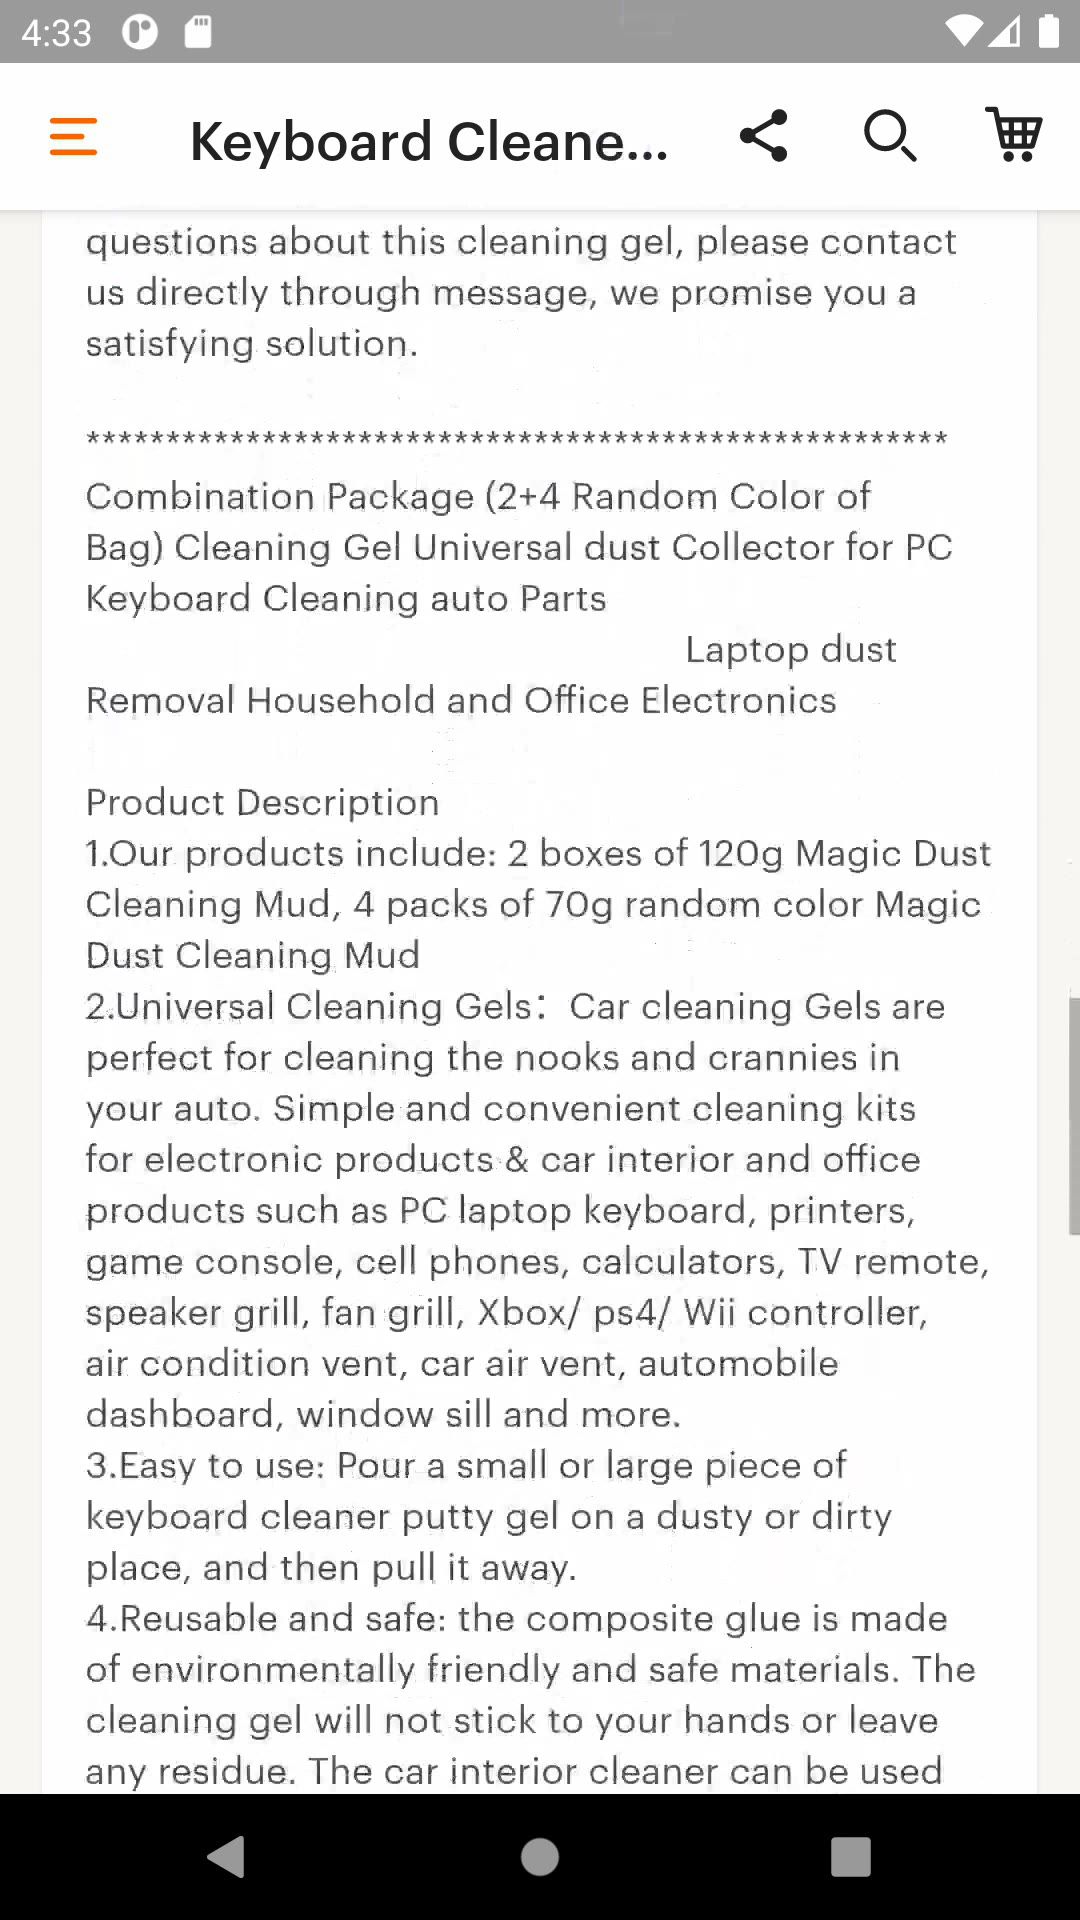 4:33
Keyboard Cleane...
questions about this cleaning gel, please contact
us directly through message, we promise you a
satisfying solution.
******************************************************
Combination Package (2+4 Random Color of
Bag) Cleaning Gel Universal dust Collector for PC
Keyboard Cleaning auto Parts
Laptop dust
Removal Household and Office Electronics
Product Description
1.Our products include: 2 boxes of 120g Magic Dust
Cleaning Mud, 4 packs of 70g random color Magic
Dust Cleaning Mud
2.Universal Cleaning Gels：Car cleaning Gels are
perfect for cleaning the nooks and crannies in
your auto. Simple and convenient cleaning kits
for electronic products & car interior and office
products such as PC laptop keyboard, printers,
game console, cell phones, calculators, TV remote,
speaker grill, fan grill, Xbox/ ps4/ Wii controller,
air condition vent, car air vent, automobile
dashboard, window sill and more.
3.Easy to use: Pour a small or large piece of
keyboard cleaner putty gel on a dusty or dirty
place, and then pull it away.
4.Reusable and safe: the composite glue is made
of environmentally friendly and safe materials. The
cleaning gel will not stick to your hands or leave
any residue. The car interior cleaner can be used